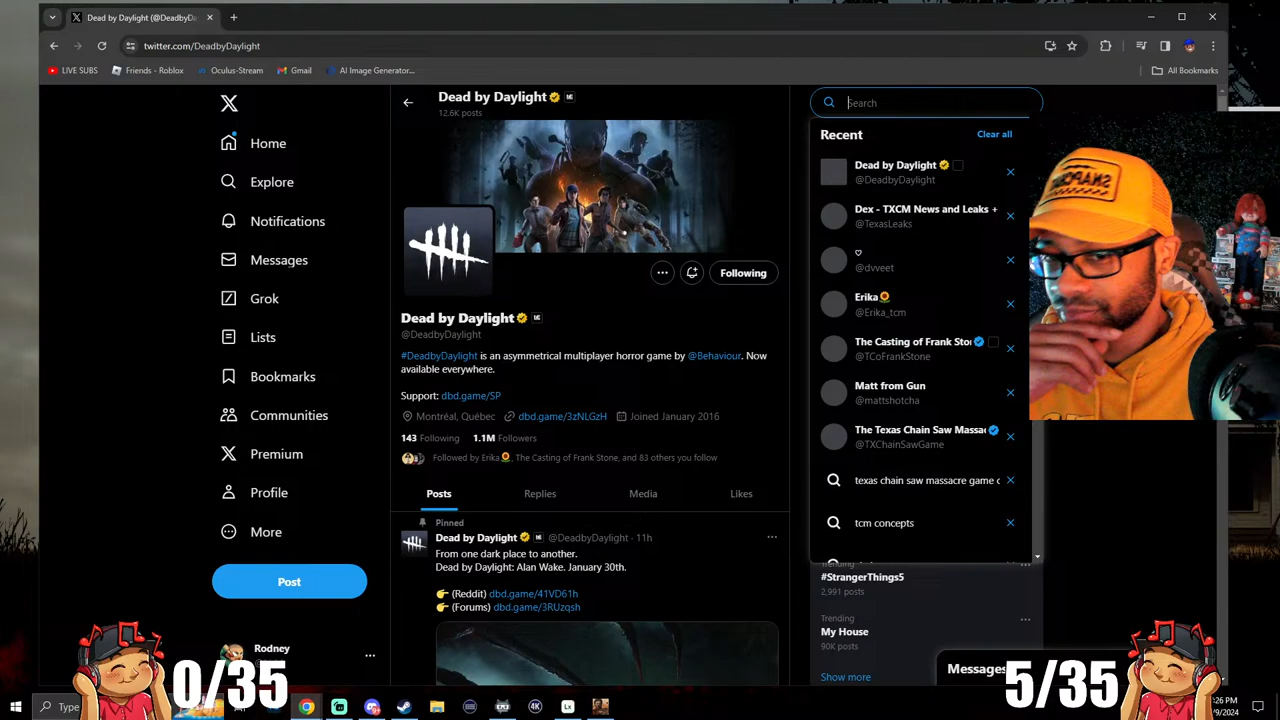 Dead by Daylight (@DeadbyDa
twitter.com/DeadbyDaylight
LIVE SUBS
Friends - Roblox
Oculus-Stream
Gmail
AI Image Generator...
All Bookmarks
X
Home
Explore
Notifications
Messages
Grok
Lists
Bookmarks
Communities
Premium
Profile
More
Post
Rodney
Dead by Daylight
12.6K posts
Following
Dead by Daylight
@DeadbyDaylight
#DeadbyDaylight is an asymmetrical multiplayer horror game by @Behaviour. Now
available everywhere.
Support: dbd.game/SP
Montréal, Québec dbd.game/3zNLGzH Joined January 2016
143 Following 1.1M Followers
Followed by Erika🌻, The Casting of Frank Stone, and 83 others you follow
Posts Replies Media Likes
Pinned
Dead by Daylight @DeadbyDaylight · 11h
From one dark place to another.
Dead by Daylight: Alan Wake. January 30th.
👉 (Reddit) dbd.game/41VD61h
👉 (Forums) dbd.game/3RUzqsh
Search
Recent Clear all
Dead by Daylight
@DeadbyDaylight
Dex - TXCM News and Leaks +
@TexasLeaks
♡
@dvveet
Erika🌻
@Erika_tcm
The Casting of Frank Sto
@TCoFrankStone
Matt from Gun
@mattshotcha
The Texas Chain Saw Massa
@TXChainSawGame
texas chain saw massacre game c
tcm concepts
Trending
#StrangerThings5
2,991 posts
Trending
My House
90K posts
Show more
Messages
0/35
5/35
Type
:26 PM
/9/2024